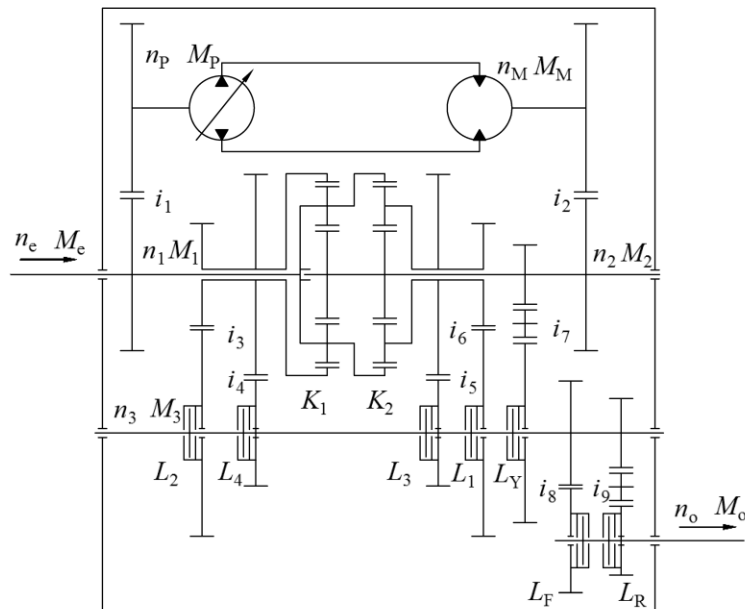 n_P M_P n_M M_M
i_1 i_2
n_e M_e n_1 M_1 n_2 M_2
i_3 i_6 i_7
i_4 i_5
n_3 M_3 K_1 K_2
L_2 L_4 L_3 L_1 L_Y i_8 i_9
n_o M_o
L_F L_R